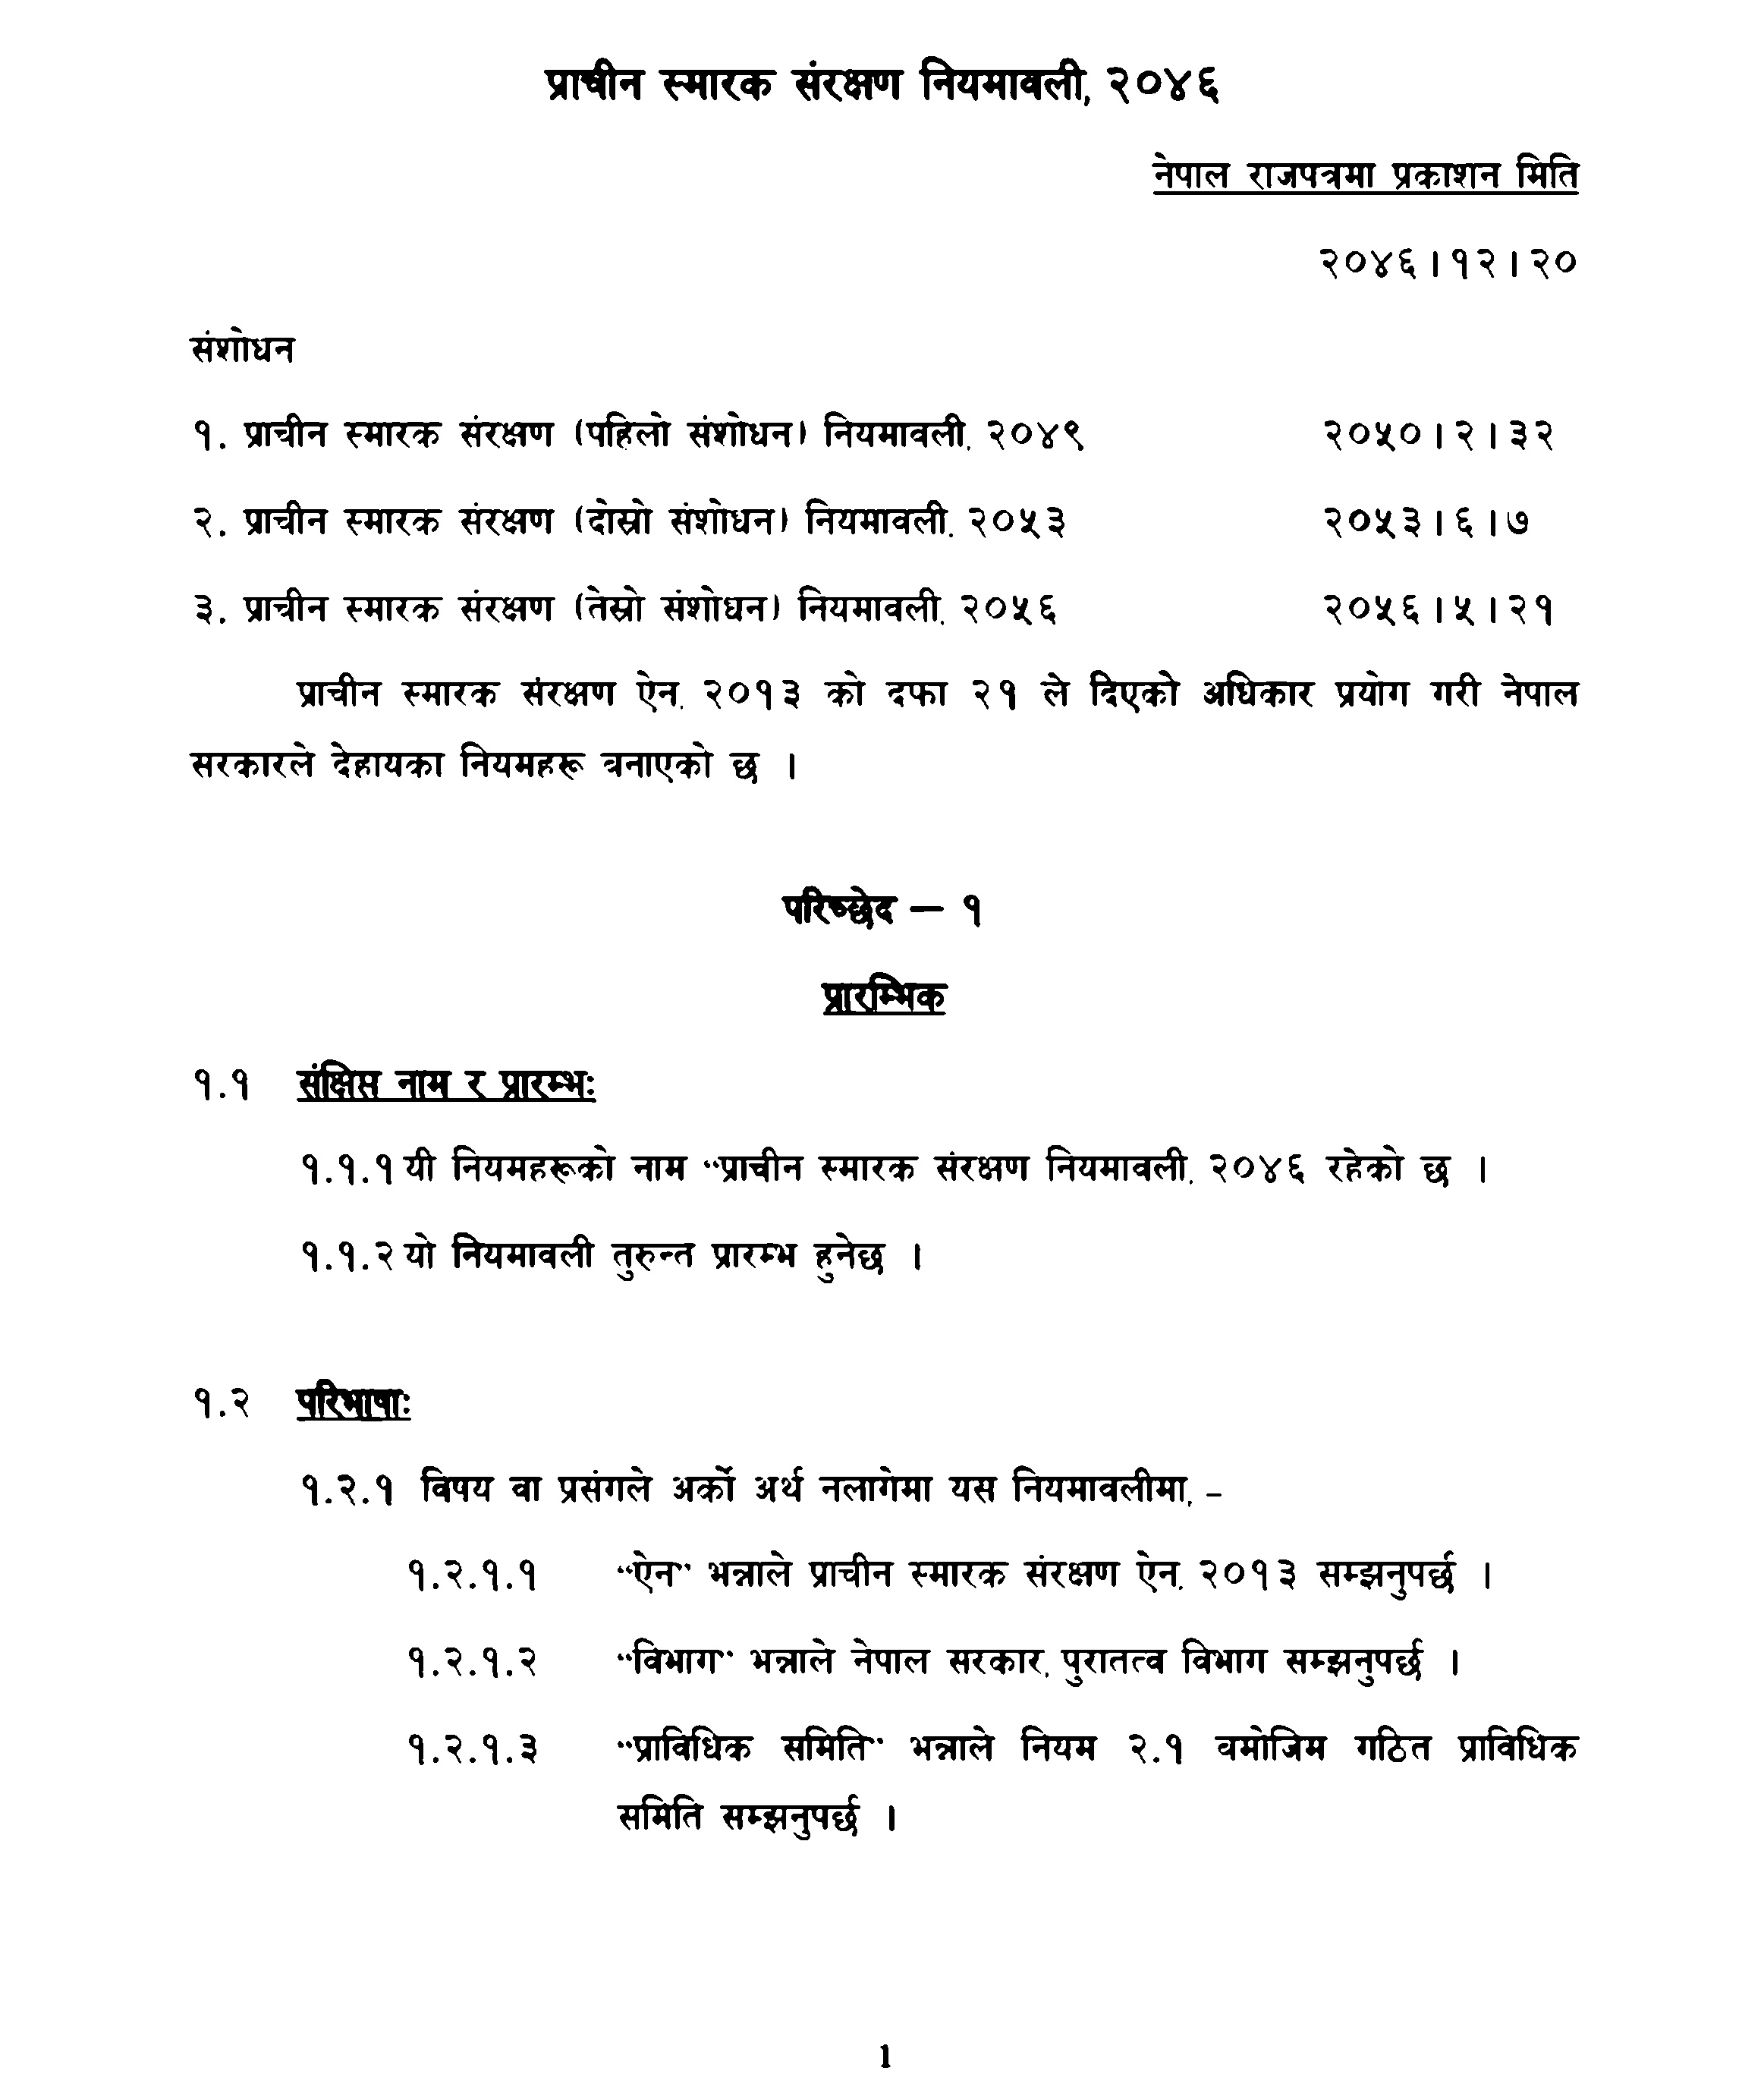 प्राचीन स्मारक संरक्षण नियमावली, २०४६
नेपाल राजपत्रमा प्रकाशन मिति
२०४६।१२।२०
संशोधन
१. प्राचीन स्मारक संरक्षण (पहिलो संशोधन) नियमावली, २०४९ २०५०।२।३२
२. प्राचीन स्मारक संरक्षण (दोस्रो संशोधन) नियमावली, २०५३ २०५३।६।७
३. प्राचीन स्मारक संरक्षण (तेस्रो संशोधन) नियमावली, २०५६ २०५६।५।२१
प्राचीन स्मारक संरक्षण ऐन, २०१३ को दफा २१ ले दिएको अधिकार प्रयोग गरी नेपाल
सरकारले देहायका नियमहरू बनाएको छ ।
परिच्छेद – १
प्रारम्भिक
१.१ संक्षिप्त नाम र प्रारम्भः
१.१.१ यी नियमहरूको नाम "प्राचीन स्मारक संरक्षण नियमावली, २०४६ रहेको छ ।
१.१.२ यो नियमावली तुरुन्त प्रारम्भ हुनेछ ।
१.२ परिभाषाः
१.२.१ विषय वा प्रसंगले अर्को अर्थ नलागेमा यस नियमावलीमा, -
१.२.१.१ "ऐन" भन्नाले प्राचीन स्मारक संरक्षण ऐन, २०१३ सम्झनुपर्छ ।
१.२.१.२ "विभाग" भन्नाले नेपाल सरकार, पुरातत्व विभाग सम्झनुपर्छ ।
१.२.१.३ "प्राविधिक समिति" भन्नाले नियम २.१ बमोजिम गठित प्राविधिक
समिति सम्झनुपर्छ ।
1